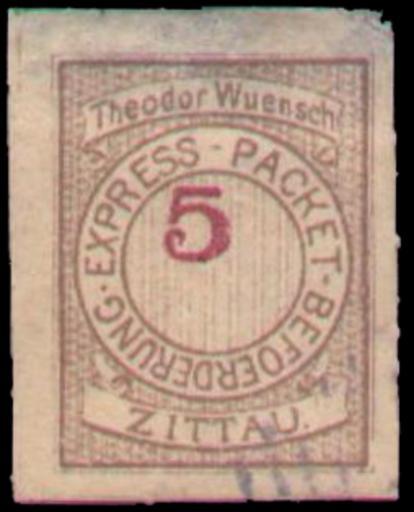 Theodor Wuensch
EXPRESS - PACKET - BEFOERDERUNG -
5
ZITTAU.